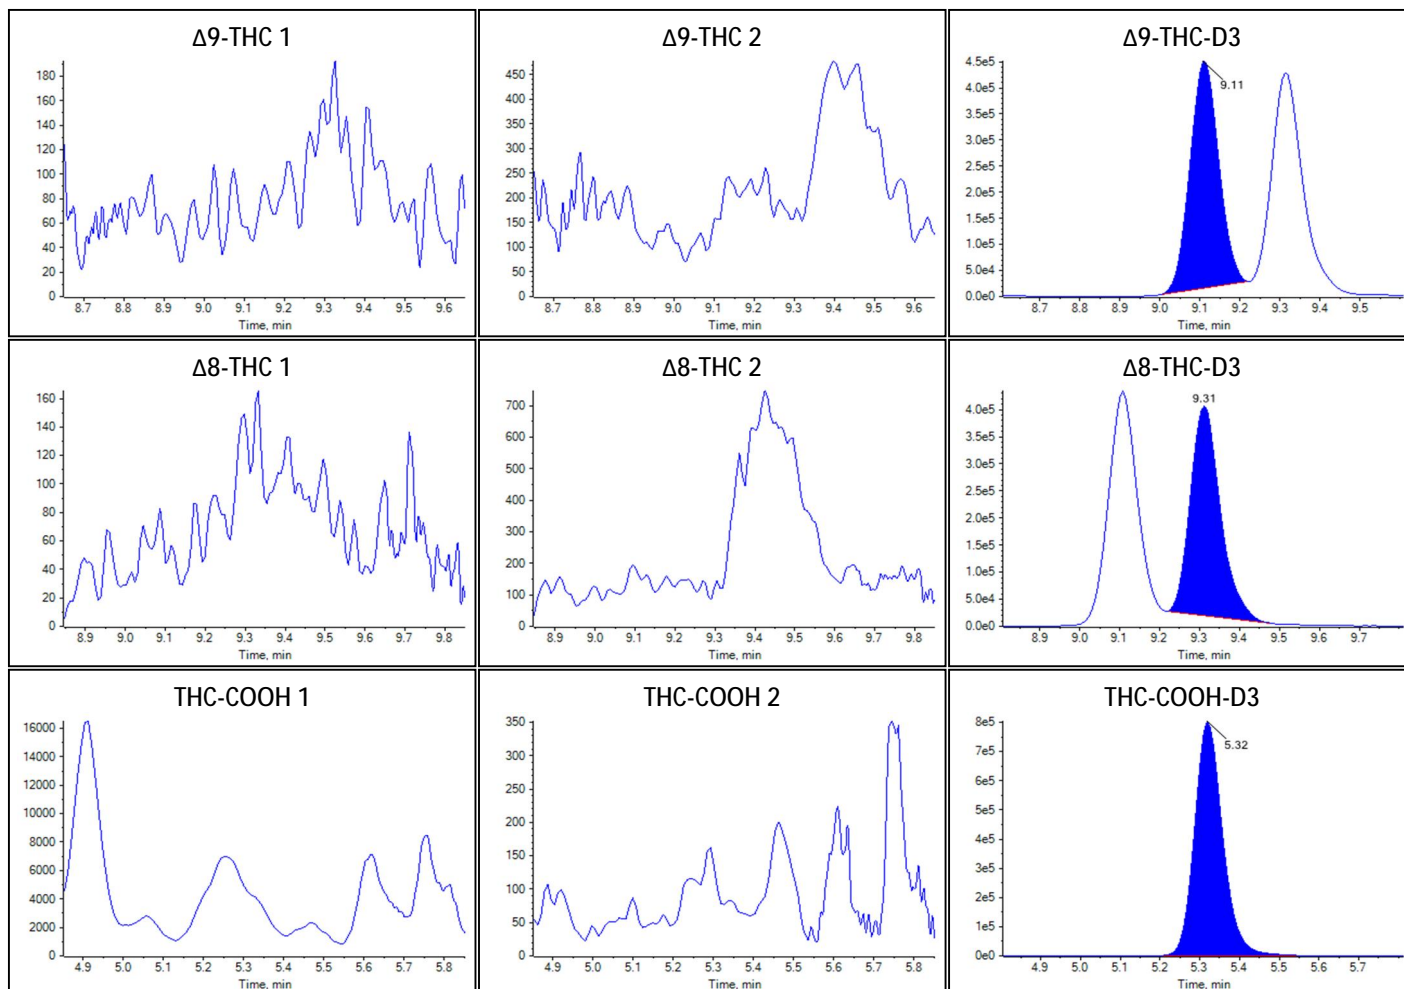 Δ9-THC 1
180
160
140
120
100
80
60
40
20
0
8.7 8.8 8.9 9.0 9.1 9.2 9.3 9.4 9.5 9.6
Time, min
Δ9-THC 2
450
400
350
300
250
200
150
100
50
0
8.7 8.8 8.9 9.0 9.1 9.2 9.3 9.4 9.5 9.6
Time, min
Δ9-THC-D3
9.11
4.5e5
4.0e5
3.5e5
3.0e5
2.5e5
2.0e5
1.5e5
1.0e5
5.0e4
0.0e0
8.7 8.8 8.9 9.0 9.1 9.2 9.3 9.4 9.5
Time, min
Δ8-THC 1
160
140
120
100
80
60
40
20
0
8.9 9.0 9.1 9.2 9.3 9.4 9.5 9.6 9.7 9.8
Time, min
Δ8-THC 2
700
600
500
400
300
200
100
0
8.9 9.0 9.1 9.2 9.3 9.4 9.5 9.6 9.7 9.8
Time, min
Δ8-THC-D3
9.31
4.0e5
3.5e5
3.0e5
2.5e5
2.0e5
1.5e5
1.0e5
5.0e4
0.0e0
8.9 9.0 9.1 9.2 9.3 9.4 9.5 9.6 9.7
Time, min
THC-COOH 1
16000
14000
12000
10000
8000
6000
4000
2000
0
4.9 5.0 5.1 5.2 5.3 5.4 5.5 5.6 5.7 5.8
Time, min
THC-COOH 2
350
300
250
200
150
100
50
0
4.9 5.0 5.1 5.2 5.3 5.4 5.5 5.6 5.7 5.8
Time, min
THC-COOH-D3
5.32
8e5
7e5
6e5
5e5
4e5
3e5
2e5
1e5
0e0
4.9 5.0 5.1 5.2 5.3 5.4 5.5 5.6 5.7
Time, min